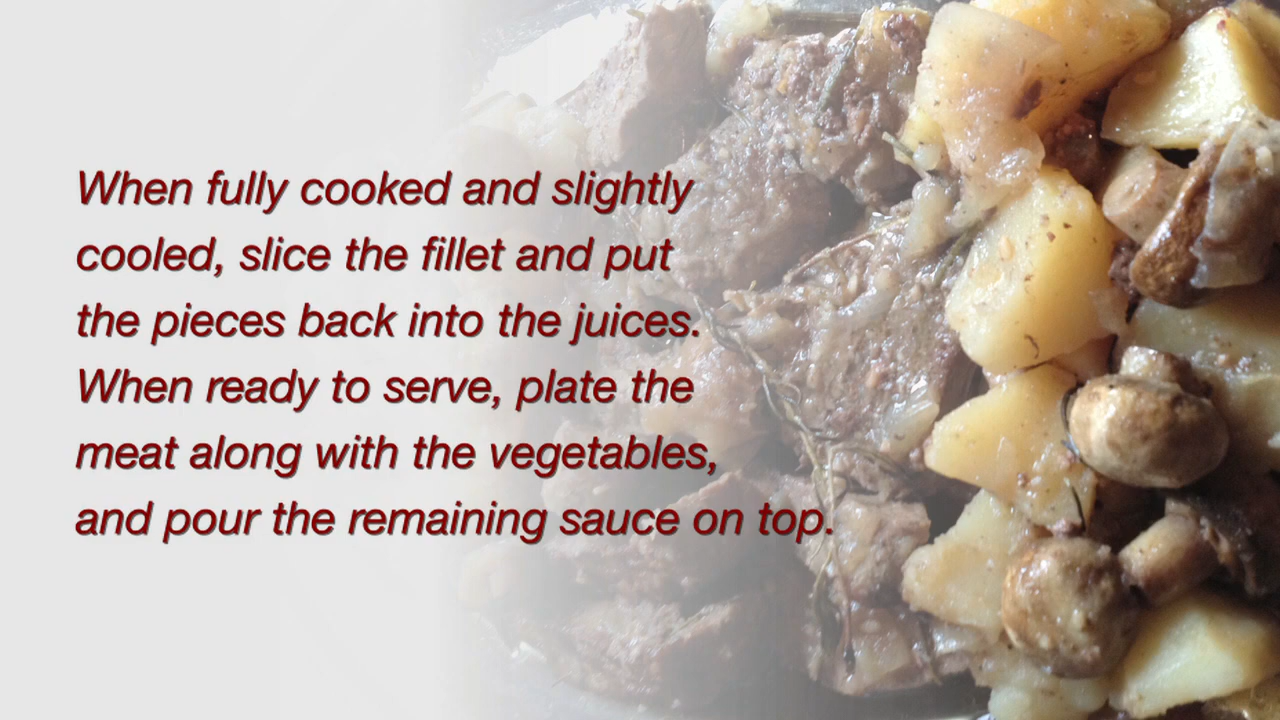 When fully cooked and slightly
cooled, slice the fillet and put
the pieces back into the juices.
When ready to serve, plate the
meat along with the vegetables,
and pour the remaining sauce on top.